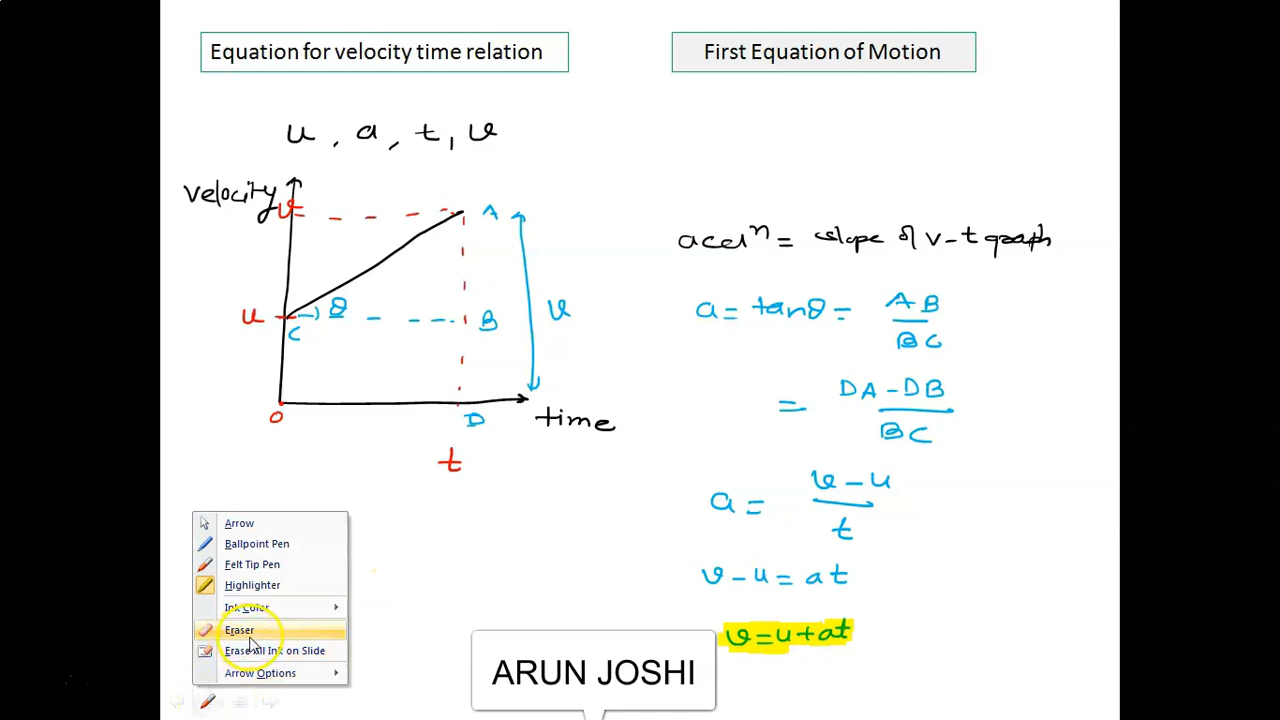 Equation for velocity time relation
First Equation of Motion
u , a , t , v
velocity
v
A
θ
v
u
C
B
O
D
time
t
accl n = slope of v-t graph
a = tanθ = AB
BC
= DA - DB
BC
a = v - u
t
v - u = at
v = u + at
Arrow
Ballpoint Pen
Felt Tip Pen
Highlighter
Ink Color
Eraser
Erase All Ink on Slide
Arrow Options
ARUN JOSHI